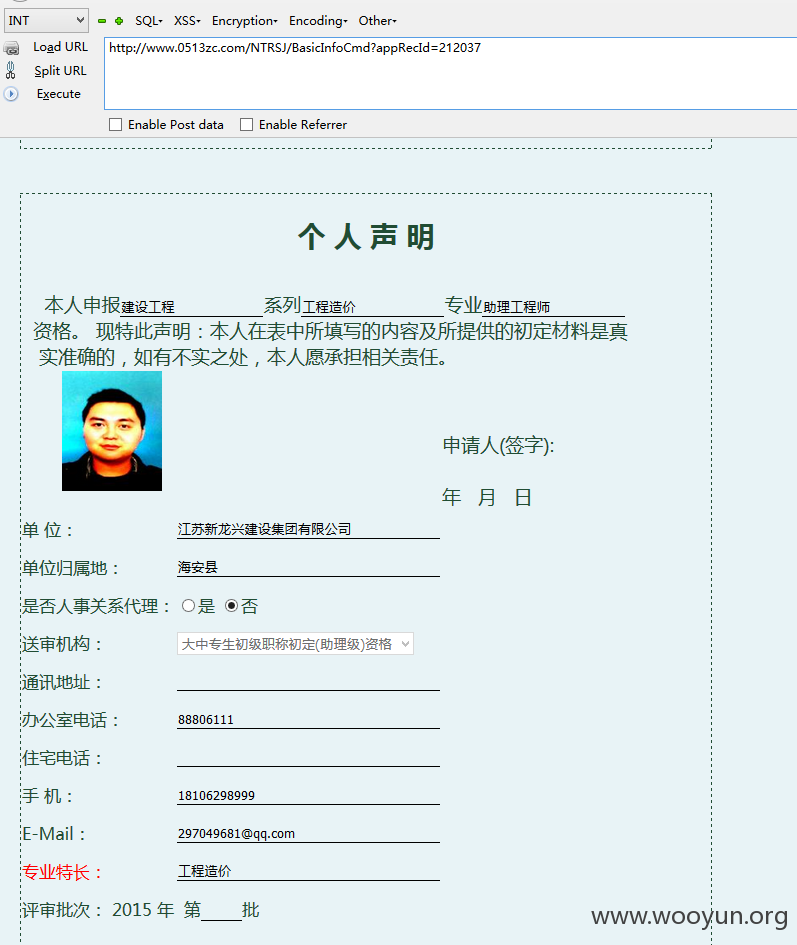 INT SQL- XSS- Encryption- Encoding- Other-
Load URL http://www.0513zc.com/NTRSJ/BasicInfoCmd?appRecId=212037
Split URL
Execute
Enable Post data Enable Referrer
个人声明
本人申报建设工程 系列工程造价 专业助理工程师
资格。 现特此声明：本人在表中所填写的内容及所提供的初定材料是真
实准确的，如有不实之处，本人愿承担相关责任。
申请人(签字):
年 月 日
单 位： 江苏新龙兴建设集团有限公司
单位归属地： 海安县
是否人事关系代理： 是 否
送审机构： 大中专生初级职称初定(助理级)资格
通讯地址：
办公室电话： 88806111
住宅电话：
手 机： 18106298999
E-Mail： 297049681@qq.com
专业特长： 工程造价
评审批次： 2015 年 第____批
www.wooyun.org